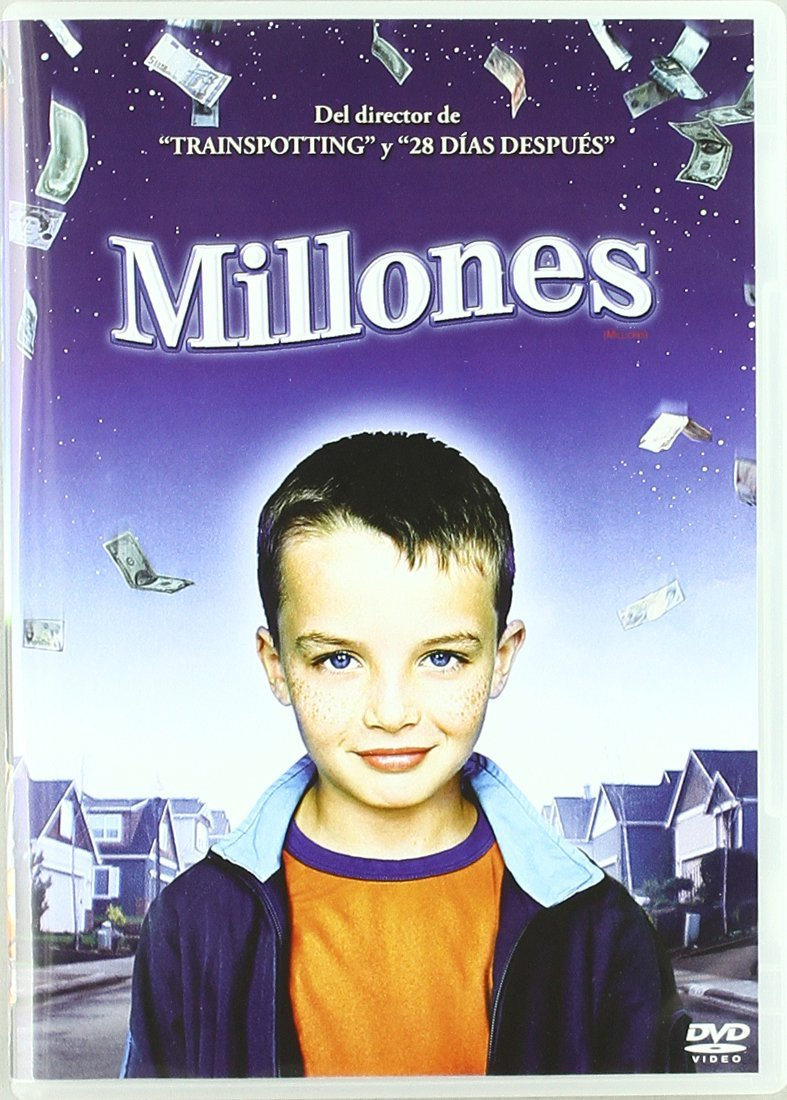 Del director de
“TRAINSPOTTING” y “28 DÍAS DESPUÉS”
Millones
(MILLIONS)
DVD
VIDEO